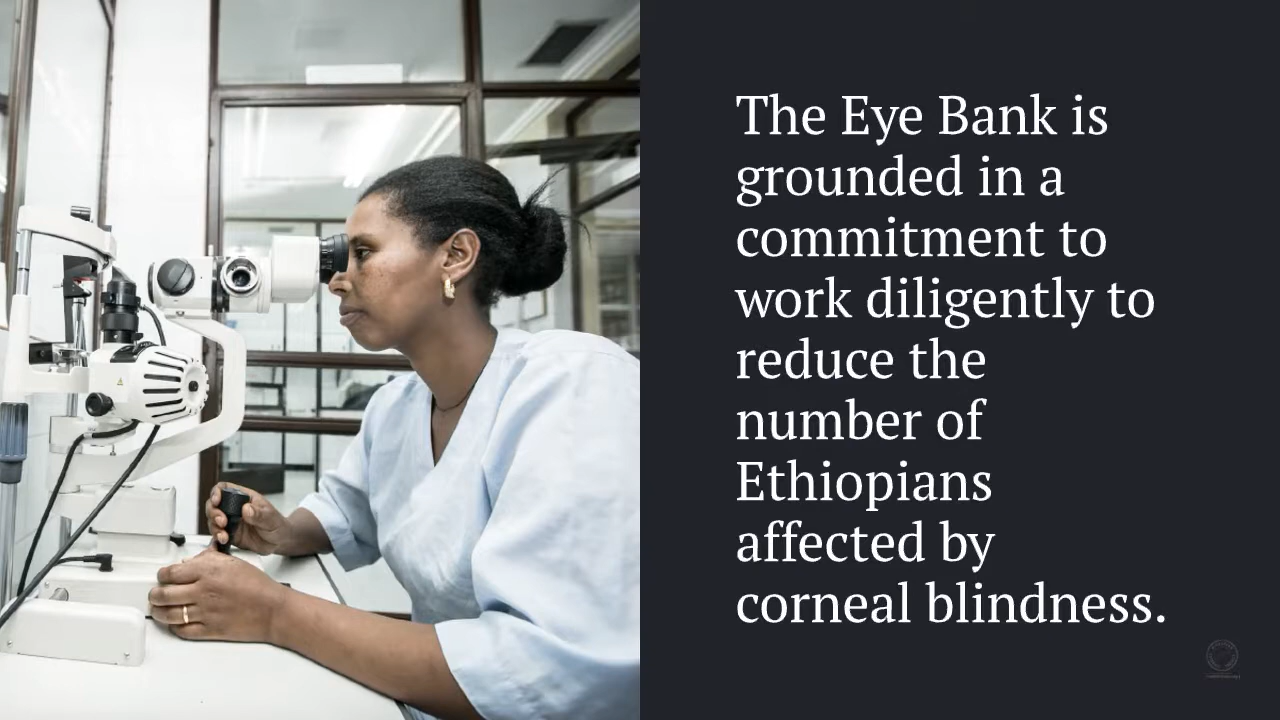 The Eye Bank is
grounded in a
commitment to
work diligently to
reduce the
number of
Ethiopians
affected by
corneal blindness.